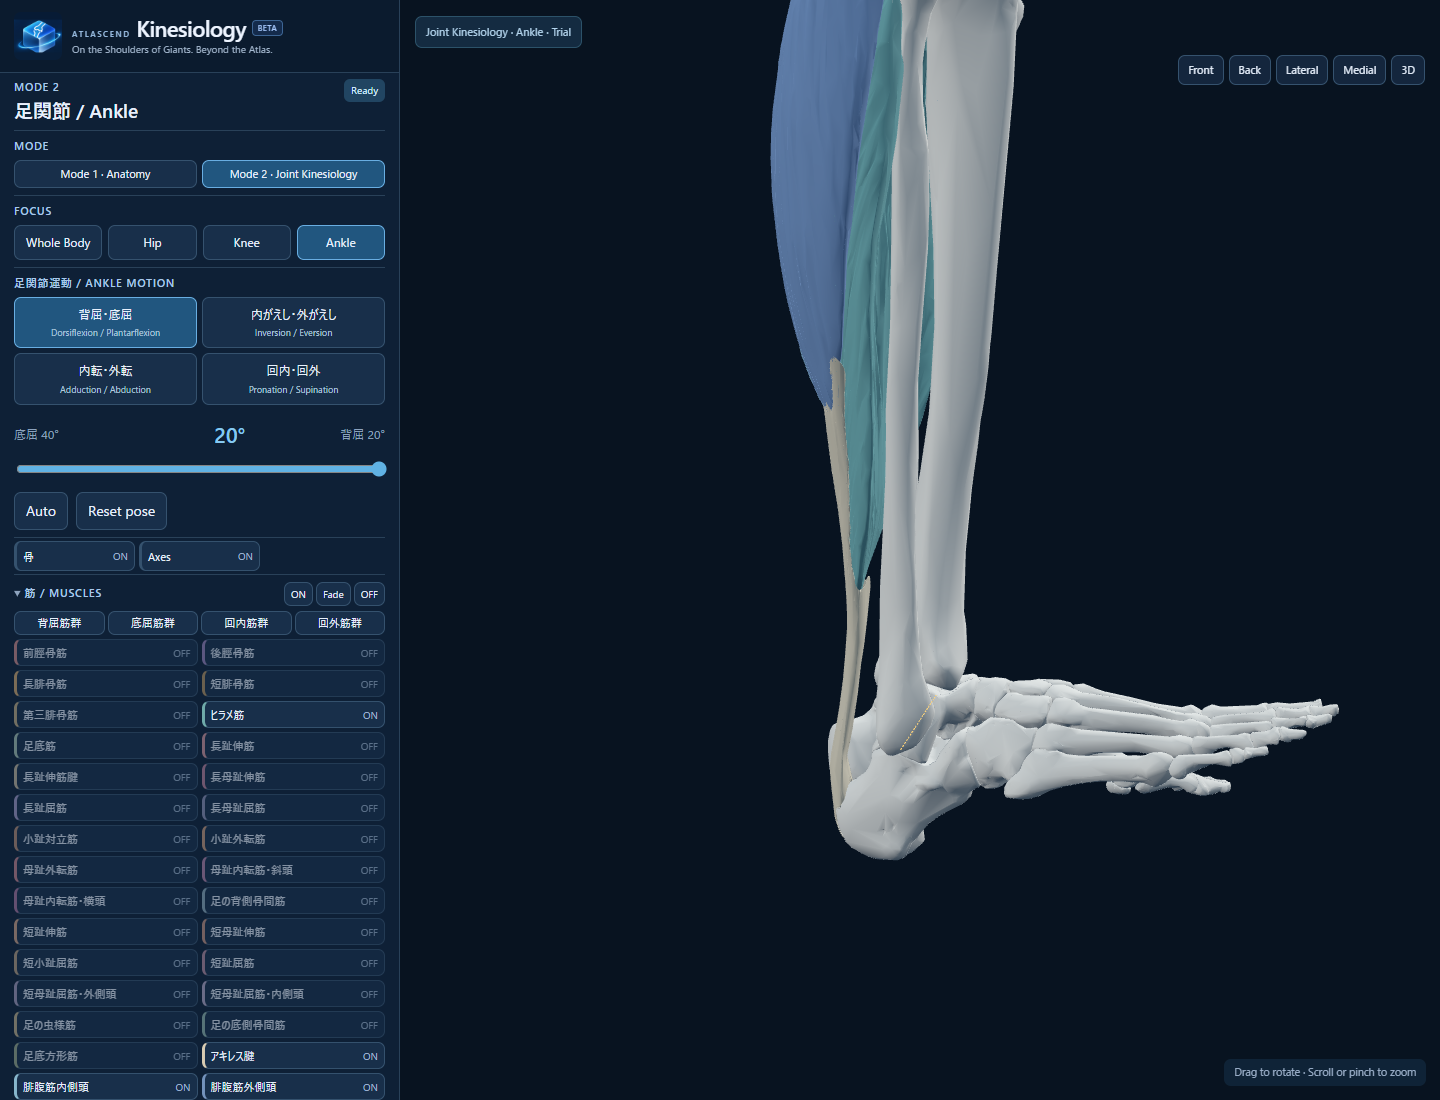 ATLASCEND Kinesiology BETA
On the Shoulders of Giants. Beyond the Atlas.
MODE 2
足関節 / Ankle
Ready
MODE
Mode 1 · Anatomy
Mode 2 · Joint Kinesiology
FOCUS
Whole Body
Hip
Knee
Ankle
足関節運動 / ANKLE MOTION
背屈・底屈
Dorsiflexion / Plantarflexion
内がえし・外がえし
Inversion / Eversion
内転・外転
Adduction / Abduction
回内・回外
Pronation / Supination
底屈 40°
20°
背屈 20°
Auto
Reset pose
骨 ON
Axes ON
▼ 筋 / MUSCLES
ON
Fade
OFF
背屈筋群
底屈筋群
回内筋群
回外筋群
前脛骨筋 OFF
後脛骨筋 OFF
長腓骨筋 OFF
短腓骨筋 OFF
第三腓骨筋 OFF
ヒラメ筋 ON
足底筋 OFF
長趾伸筋 OFF
長趾伸筋腱 OFF
長母趾伸筋 OFF
長趾屈筋 OFF
長母趾屈筋 OFF
小趾対立筋 OFF
小趾外転筋 OFF
母趾外転筋 OFF
母趾内転筋・斜頭 OFF
母趾内転筋・横頭 OFF
足の背側骨間筋 OFF
短趾伸筋 OFF
短母趾伸筋 OFF
短小趾屈筋 OFF
短趾屈筋 OFF
短母趾屈筋・外側頭 OFF
短母趾屈筋・内側頭 OFF
足の虫様筋 OFF
足の底側骨間筋 OFF
足底方形筋 OFF
アキレス腱 ON
腓腹筋内側頭 ON
腓腹筋外側頭 ON
Joint Kinesiology · Ankle · Trial
Front
Back
Lateral
Medial
3D
Drag to rotate · Scroll or pinch to zoom